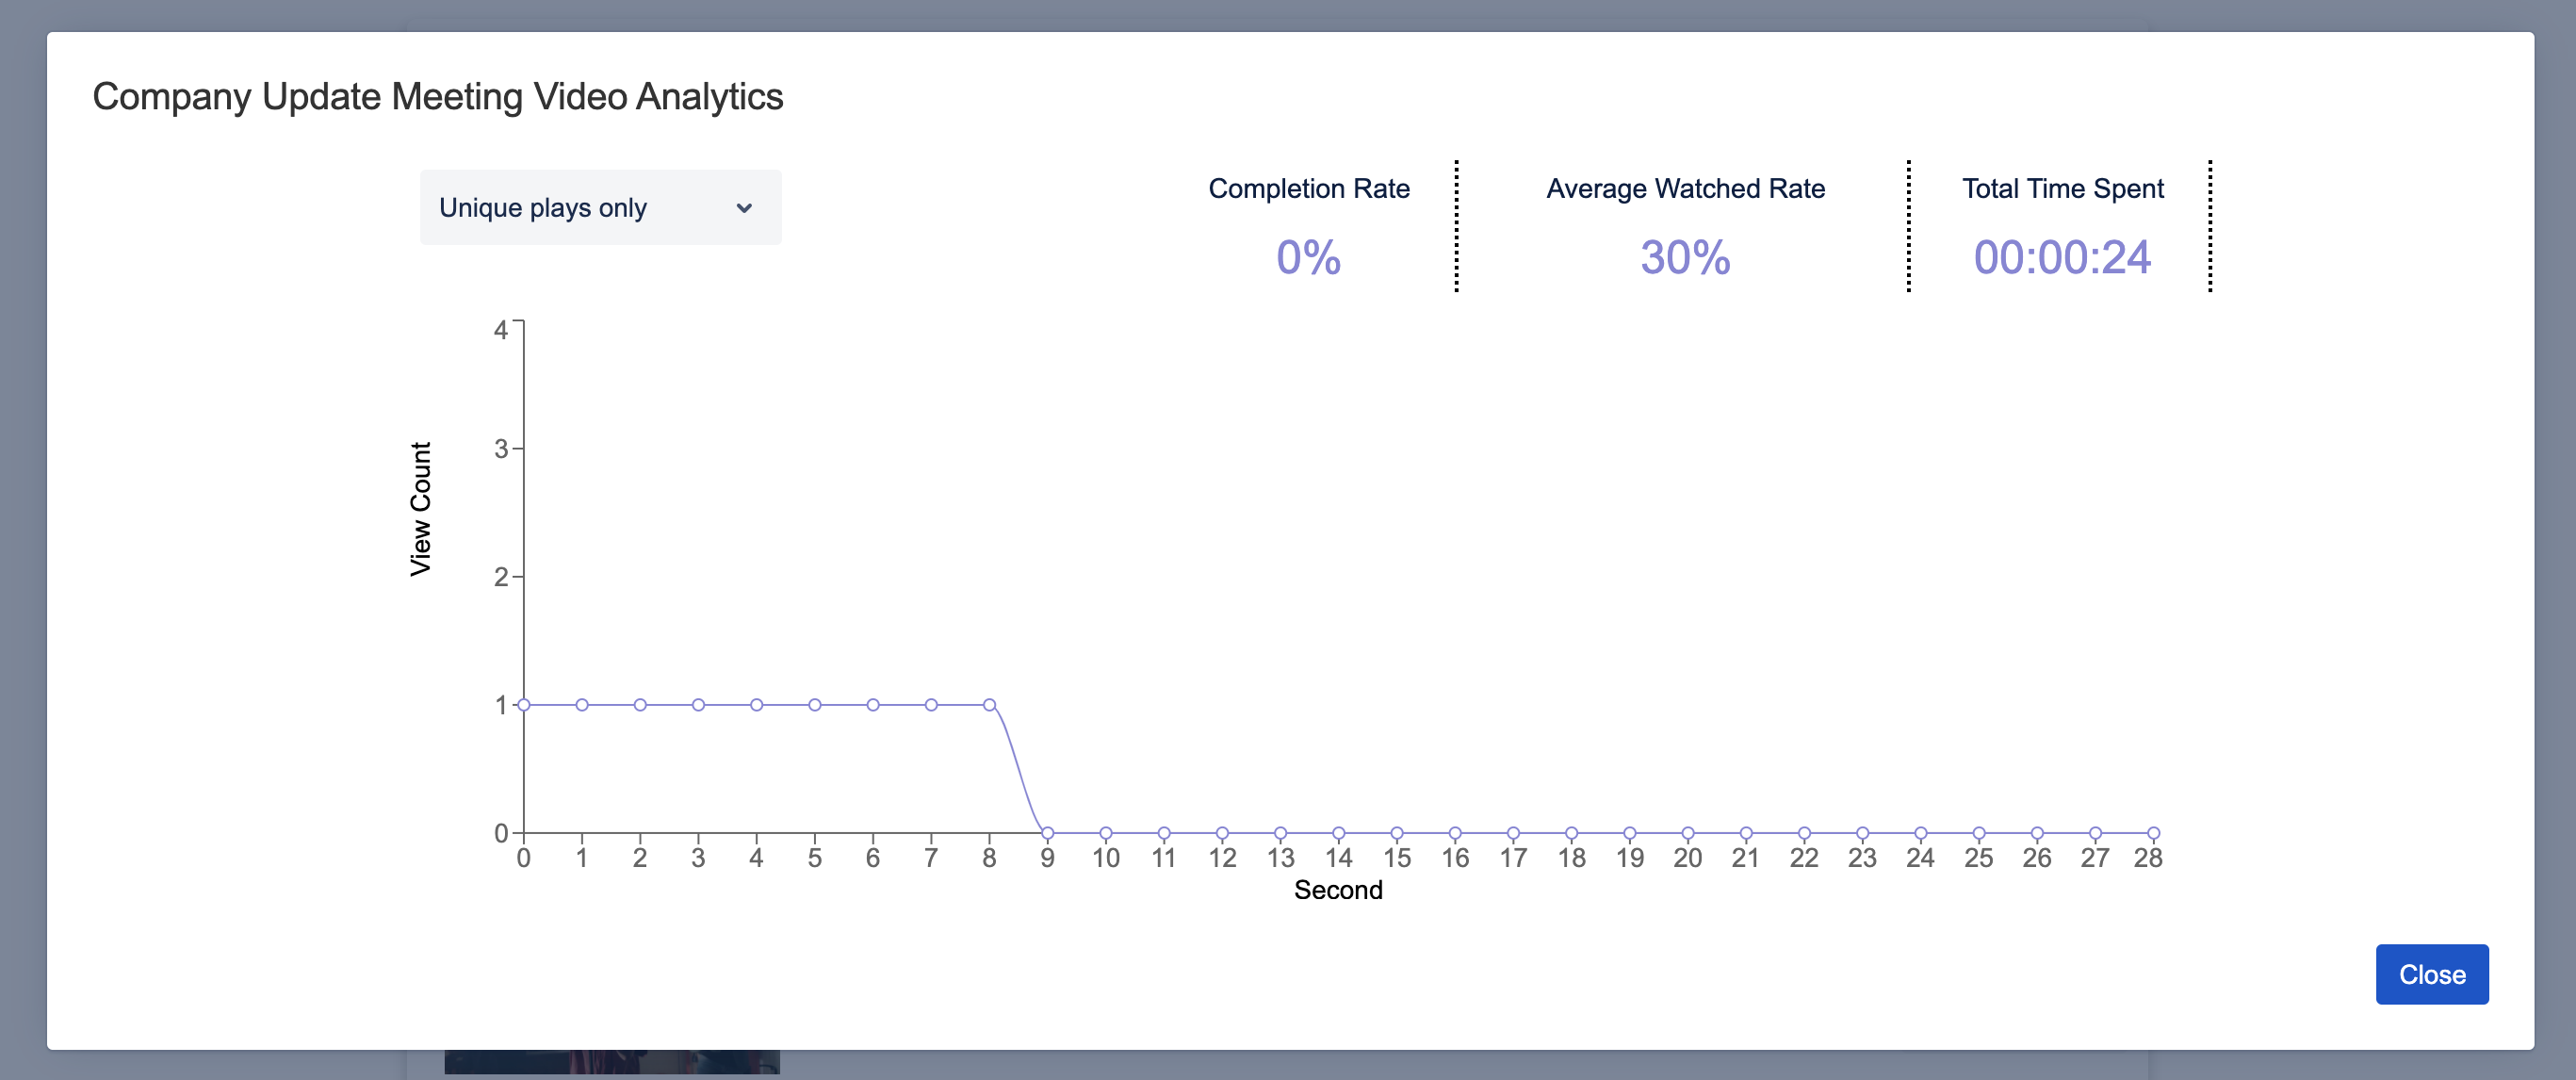 Company Update Meeting Video Analytics
Unique plays only
Completion Rate
0%
Average Watched Rate
30%
Total Time Spent
00:00:24
4
3
2
1
0
View Count
0 1 2 3 4 5 6 7 8 9 10 11 12 13 14 15 16 17 18 19 20 21 22 23 24 25 26 27 28
Second
Close